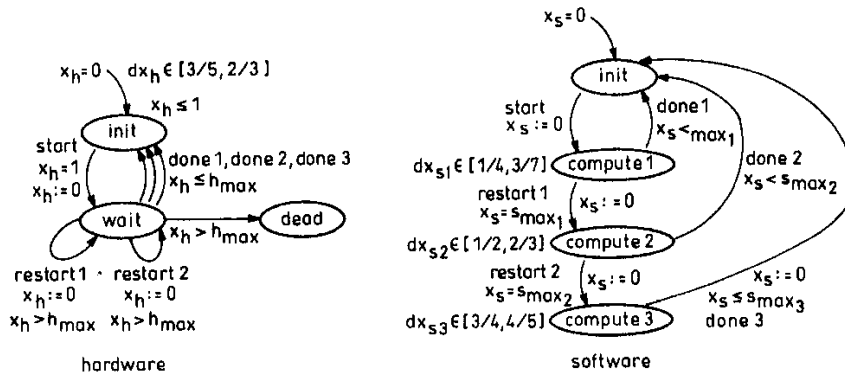 x_h=0
dx_h ∈ [3/5, 2/3]
x_h ≤ 1
init
start
x_h=1
x_h:=0
done 1, done 2, done 3
x_h ≤ h_max
wait
dead
x_h > h_max
restart 1 · restart 2
x_h:=0 x_h:=0
x_h>h_max x_h>h_max
hardware
x_s=0
init
start
x_s:=0
done 1
x_s<max_1
dx_s1 ∈ [1/4, 3/7]
compute 1
restart 1
x_s=s_max_1
x_s:=0
done 2
x_s<s_max_2
dx_s2 ∈ [1/2, 2/3]
compute 2
restart 2
x_s=s_max_2
x_s:=0
x_s:=0
x_s≤s_max_3
done 3
dx_s3 ∈ [3/4, 4/5]
compute 3
software